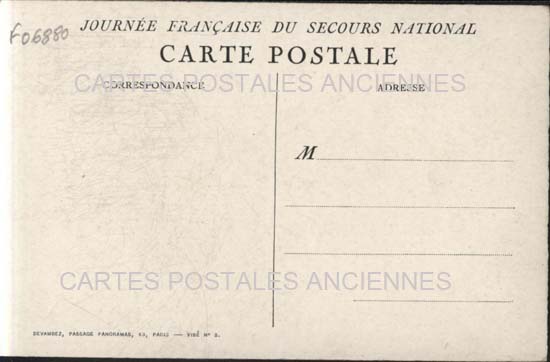 F06880
JOURNÉE FRANÇAISE DU SECOURS NATIONAL
CARTE POSTALE
CARTES POSTALES ANCIENNES
CORRESPONDANCE
ADRESSE
M
CARTES POSTALES ANCIENNES
DEVAMBEZ, PASSAGE PANORAMAS, 63, PARIS — VISÉ Nº 3.